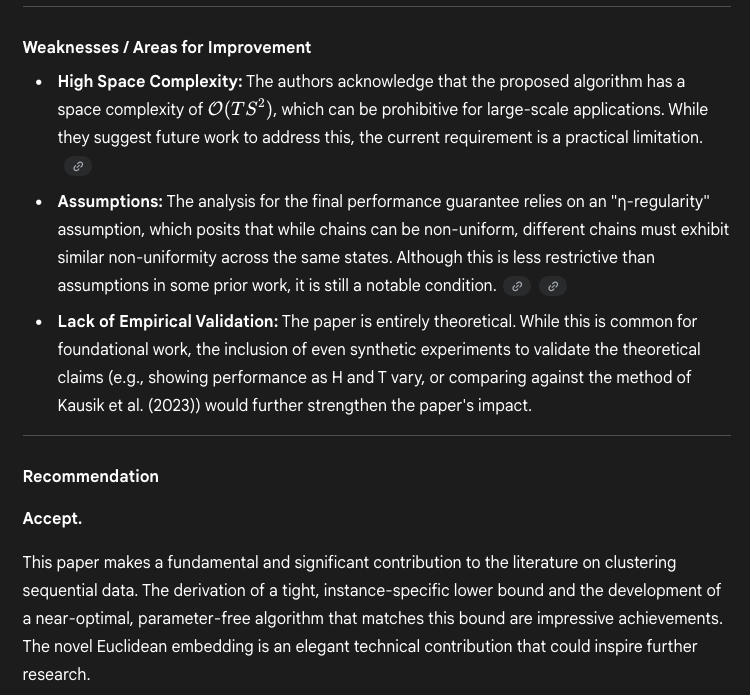 Weaknesses / Areas for Improvement
• High Space Complexity: The authors acknowledge that the proposed algorithm has a
space complexity of 𝒪(TS²), which can be prohibitive for large-scale applications. While
they suggest future work to address this, the current requirement is a practical limitation.
• Assumptions: The analysis for the final performance guarantee relies on an "η-regularity"
assumption, which posits that while chains can be non-uniform, different chains must exhibit
similar non-uniformity across the same states. Although this is less restrictive than
assumptions in some prior work, it is still a notable condition.
• Lack of Empirical Validation: The paper is entirely theoretical. While this is common for
foundational work, the inclusion of even synthetic experiments to validate the theoretical
claims (e.g., showing performance as H and T vary, or comparing against the method of
Kausik et al. (2023)) would further strengthen the paper's impact.
Recommendation
Accept.
This paper makes a fundamental and significant contribution to the literature on clustering
sequential data. The derivation of a tight, instance-specific lower bound and the development of
a near-optimal, parameter-free algorithm that matches this bound are impressive achievements.
The novel Euclidean embedding is an elegant technical contribution that could inspire further
research.